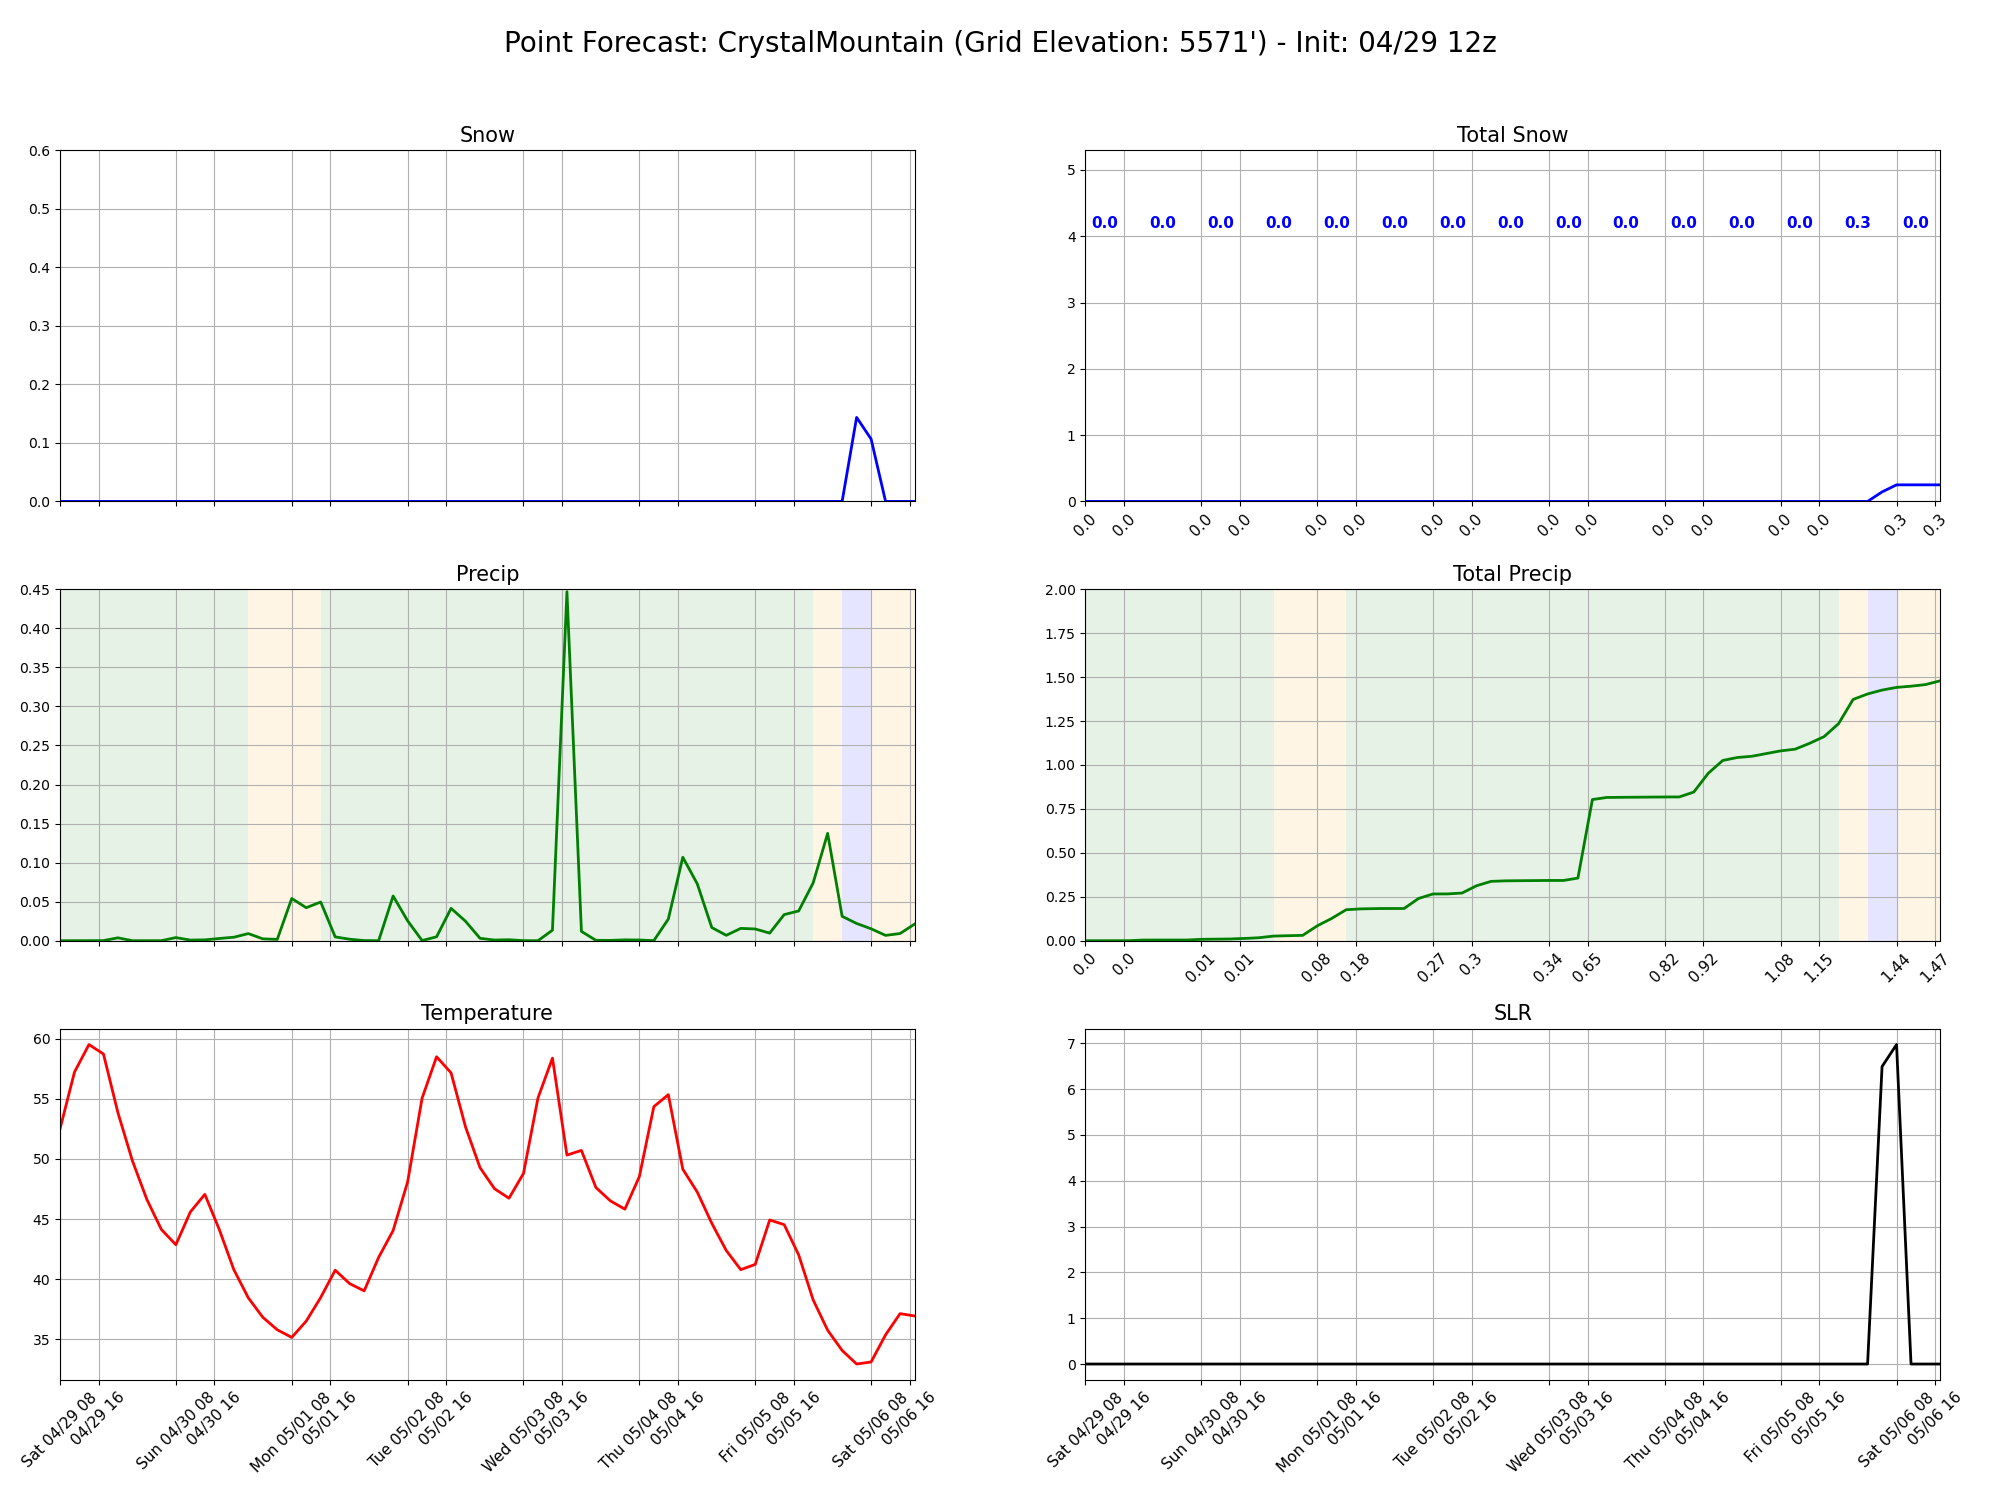 Point Forecast: CrystalMountain (Grid Elevation: 5571') - Init: 04/29 12z
Snow
0.6
0.5
0.4
0.3
0.2
0.1
0.0
Total Snow
5
4
3
2
1
0
0.0 0.0 0.0 0.0 0.0 0.0 0.0 0.0 0.0 0.0 0.0 0.0 0.0 0.3 0.0
0.0 0.0 0.0 0.0 0.0 0.0 0.0 0.0 0.0 0.0 0.0 0.0 0.0 0.0 0.3 0.3
Precip
0.45
0.40
0.35
0.30
0.25
0.20
0.15
0.10
0.05
0.00
Total Precip
2.00
1.75
1.50
1.25
1.00
0.75
0.50
0.25
0.00
0.0 0.0 0.01 0.01 0.08 0.18 0.27 0.3 0.34 0.65 0.82 0.92 1.08 1.15 1.44 1.47
Temperature
60
55
50
45
40
35
Sat 04/29 08
04/29 16
Sun 04/30 08
04/30 16
Mon 05/01 08
05/01 16
Tue 05/02 08
05/02 16
Wed 05/03 08
05/03 16
Thu 05/04 08
05/04 16
Fri 05/05 08
05/05 16
Sat 05/06 08
05/06 16
SLR
7
6
5
4
3
2
1
0
Sat 04/29 08
04/29 16
Sun 04/30 08
04/30 16
Mon 05/01 08
05/01 16
Tue 05/02 08
05/02 16
Wed 05/03 08
05/03 16
Thu 05/04 08
05/04 16
Fri 05/05 08
05/05 16
Sat 05/06 08
05/06 16